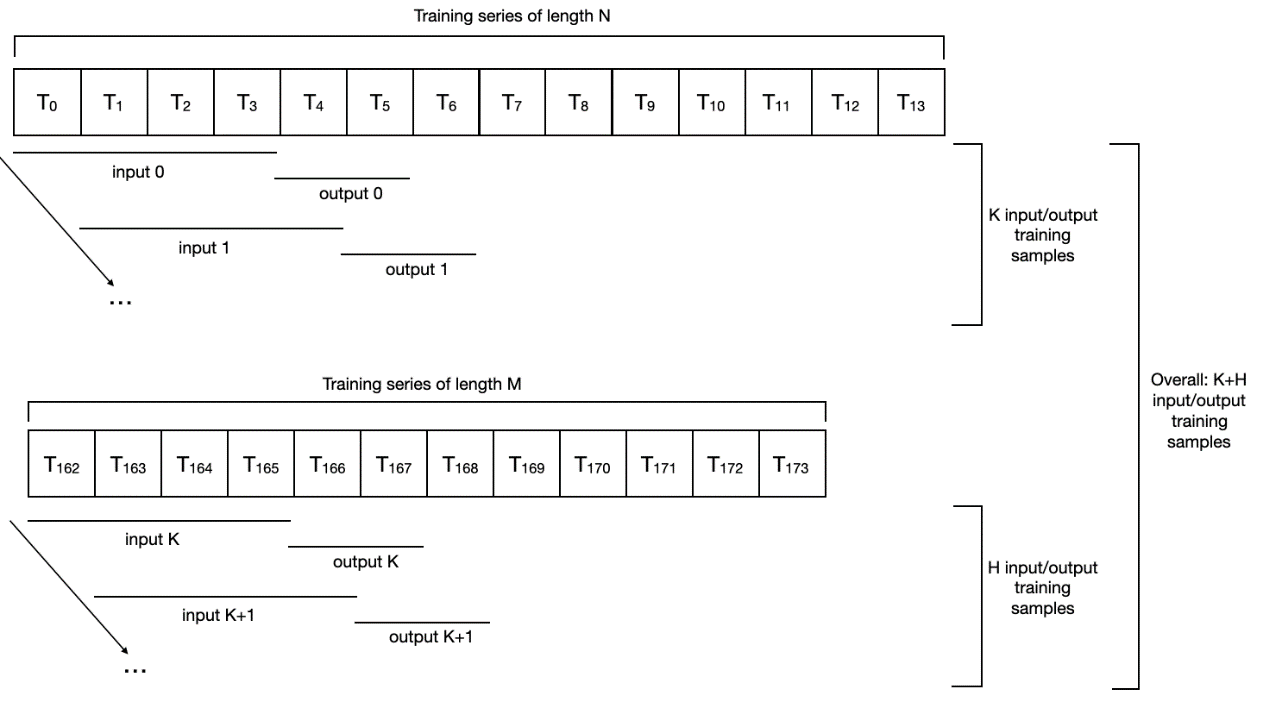 Training series of length N
T0 T1 T2 T3 T4 T5 T6 T7 T8 T9 T10 T11 T12 T13
input 0
output 0
input 1
output 1
...
K input/output
training
samples
Training series of length M
T162 T163 T164 T165 T166 T167 T168 T169 T170 T171 T172 T173
input K
output K
input K+1
output K+1
...
H input/output
training
samples
Overall: K+H
input/output
training
samples